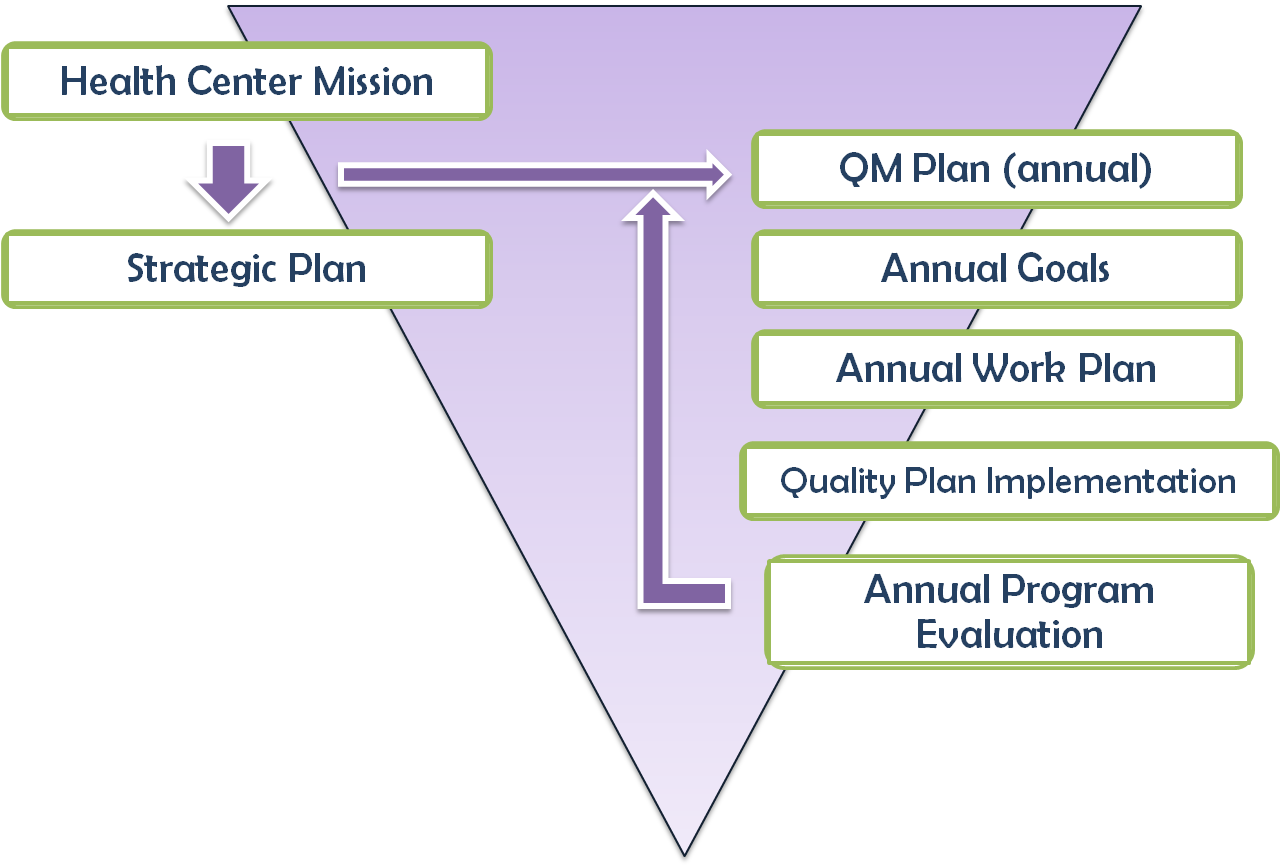 Health Center Mission
Strategic Plan
QM Plan (annual)
Annual Goals
Annual Work Plan
Quality Plan Implementation
Annual Program
Evaluation